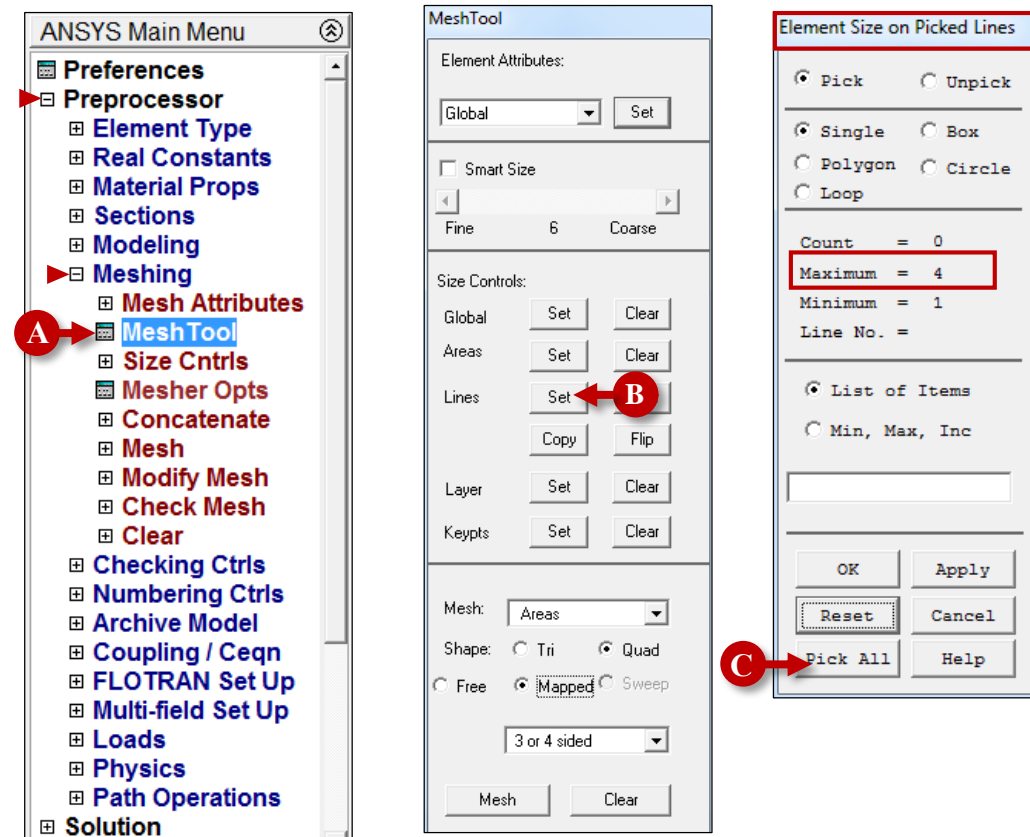 ANSYS Main Menu
Preferences
Preprocessor
Element Type
Real Constants
Material Props
Sections
Modeling
Meshing
Mesh Attributes
A
MeshTool
Size Cntrls
Mesher Opts
Concatenate
Mesh
Modify Mesh
Check Mesh
Clear
Checking Ctrls
Numbering Ctrls
Archive Model
Coupling / Ceqn
FLOTRAN Set Up
Multi-field Set Up
Loads
Physics
Path Operations
Solution
MeshTool
Element Attributes:
Global Set
Smart Size
Fine 6 Coarse
Size Controls:
Global Set Clear
Areas Set Clear
Lines Set B
Copy Flip
Layer Set Clear
Keypts Set Clear
Mesh: Areas
Shape: Tri Quad
Free Mapped Sweep
3 or 4 sided
Mesh Clear
Element Size on Picked Lines
Pick Unpick
Single Box
Polygon Circle
Loop
Count = 0
Maximum = 4
Minimum = 1
Line No. =
List of Items
Min, Max, Inc
OK Apply
Reset Cancel
C Pick All Help